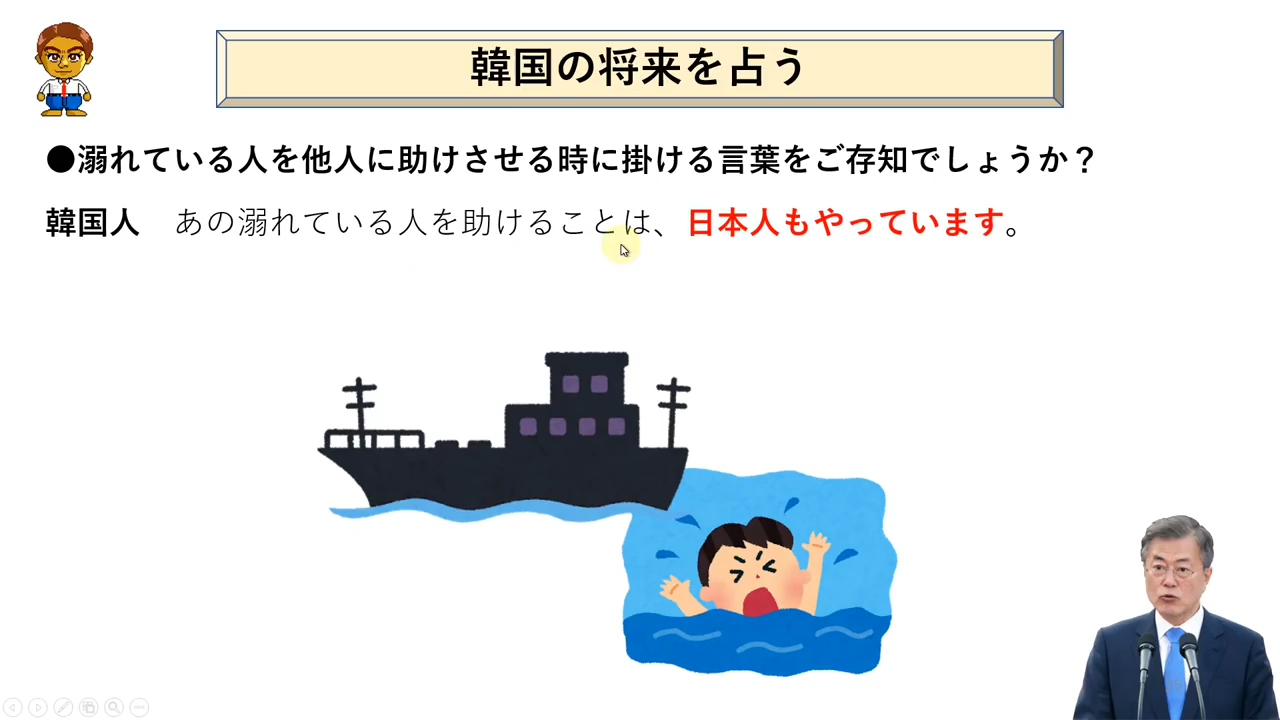 韓国の将来を占う
●溺れている人を他人に助けさせる時に掛ける言葉をご存知でしょうか？
韓国人　あの溺れている人を助けることは、日本人もやっています。